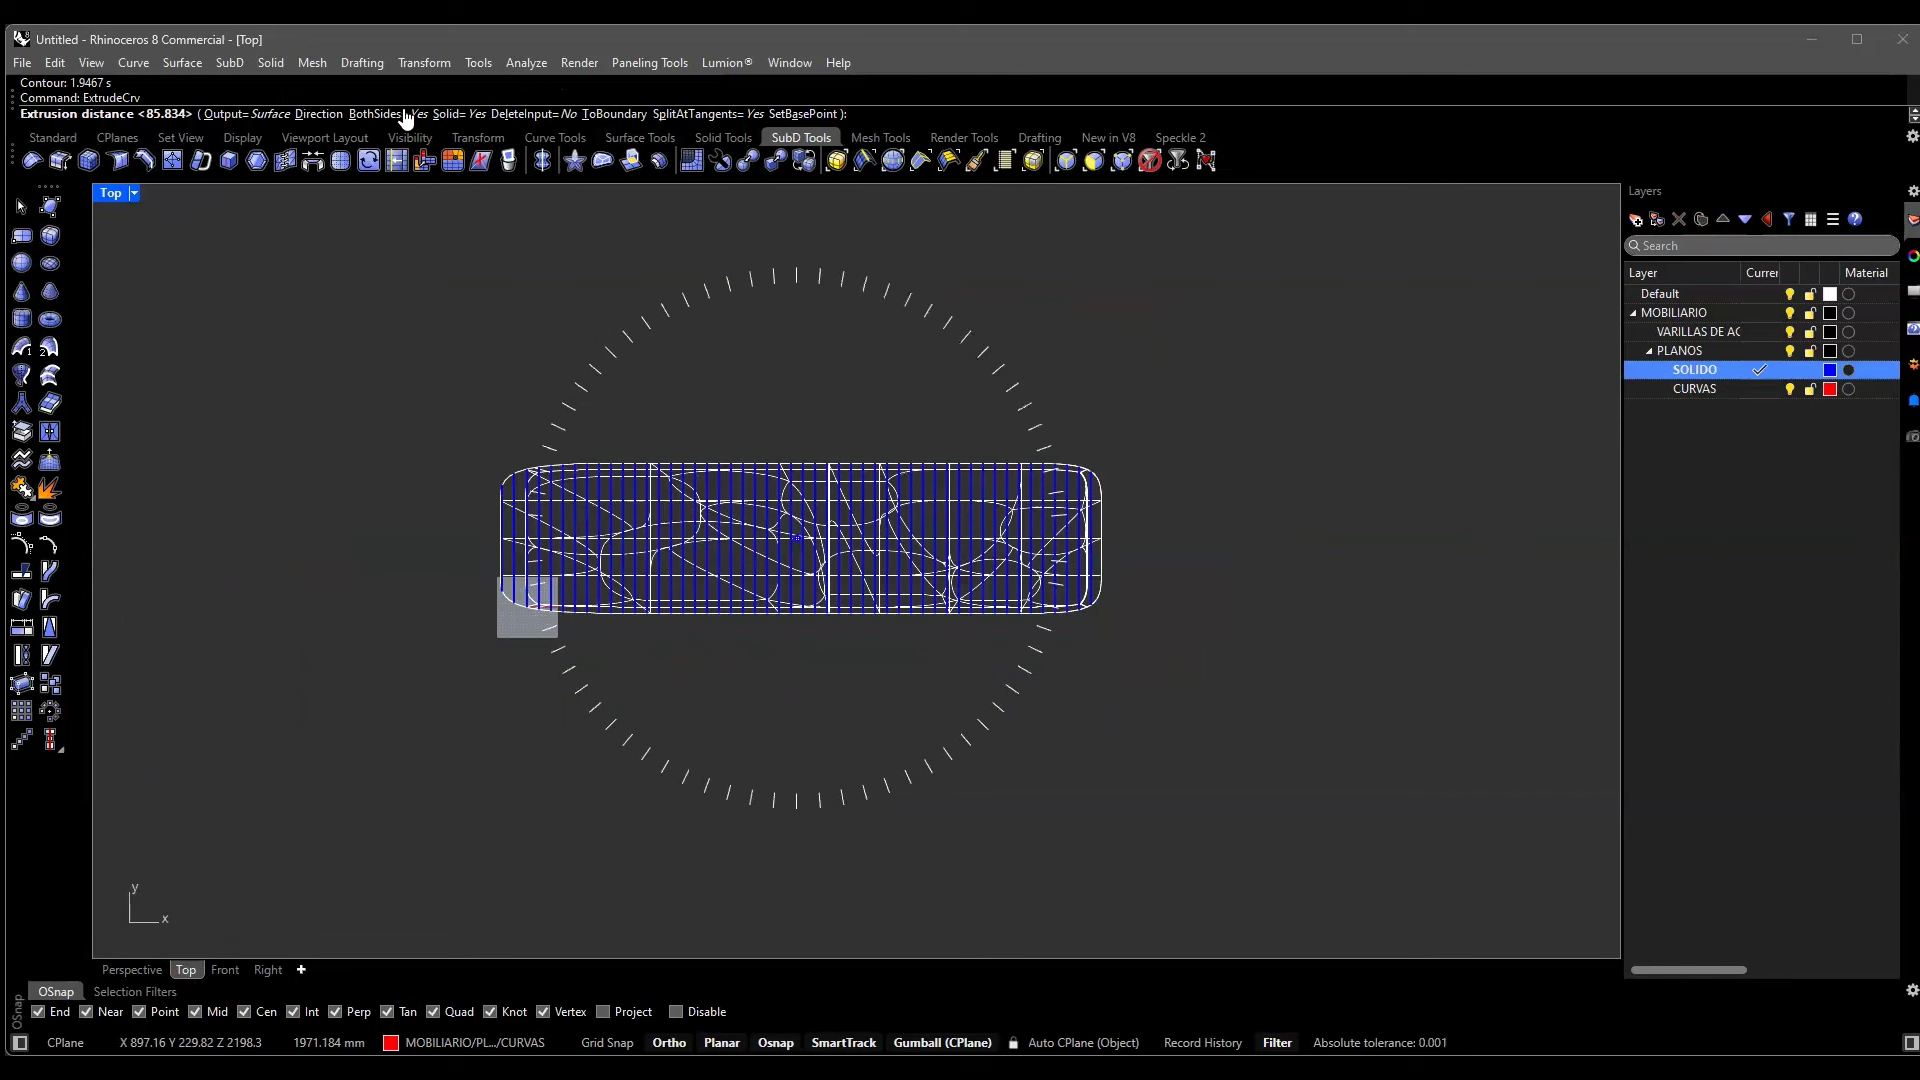 Untitled - Rhinoceros 8 Commercial - [Top]
File Edit View Curve Surface SubD Solid Mesh Drafting Transform Tools Analyze Render Paneling Tools Lumion® Window Help
Contour: 1.9467 s
Command: ExtrudeCrv
Extrusion distance <85.834> ( Output= Surface Direction BothSides Yes Solid= Yes DeleteInput= No ToBoundary SplitAtTangents= Yes SetBasePoint ):
Standard CPlanes Set View Display Viewport Layout Visibility Transform Curve Tools Surface Tools Solid Tools SubD Tools Mesh Tools Render Tools Drafting New in V8 Speckle 2
Top
Layers
Search
Layer Currer Material
Default
MOBILIARIO
VARILLAS DE AC
PLANOS
SOLIDO
CURVAS
y
x
Perspective Top Front Right
OSnap Selection Filters
OSnap
End Near Point Mid Cen Int Perp Tan Quad Knot Vertex Project Disable
CPlane X 897.16 Y 229.82 Z 2198.3 1971.184 mm MOBILIARIO/PL.../CURVAS Grid Snap Ortho Planar Osnap SmartTrack Gumball (CPlane) Auto CPlane (Object) Record History Filter Absolute tolerance: 0.001